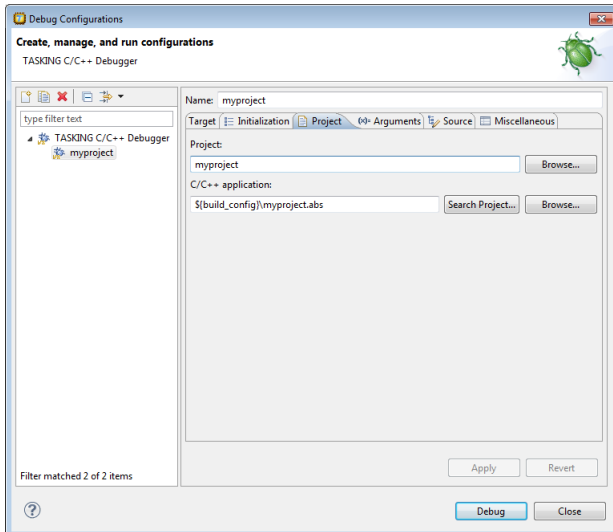 Debug Configurations
Create, manage, and run configurations
TASKING C/C++ Debugger
Name: myproject
type filter text
Target Initialization Project (x)= Arguments Source Miscellaneous
TASKING C/C++ Debugger
myproject
Project:
myproject Browse...
C/C++ application:
${build_config}\myproject.abs Search Project... Browse...
Filter matched 2 of 2 items
Apply Revert
? Debug Close